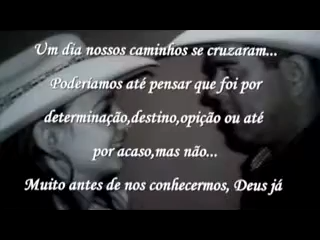 Um dia nossos caminhos se cruzaram...
Poderíamos até pensar que foi por
determinação,destino,opição ou até
por acaso,mas não...
Muito antes de nos conhecermos, Deus já